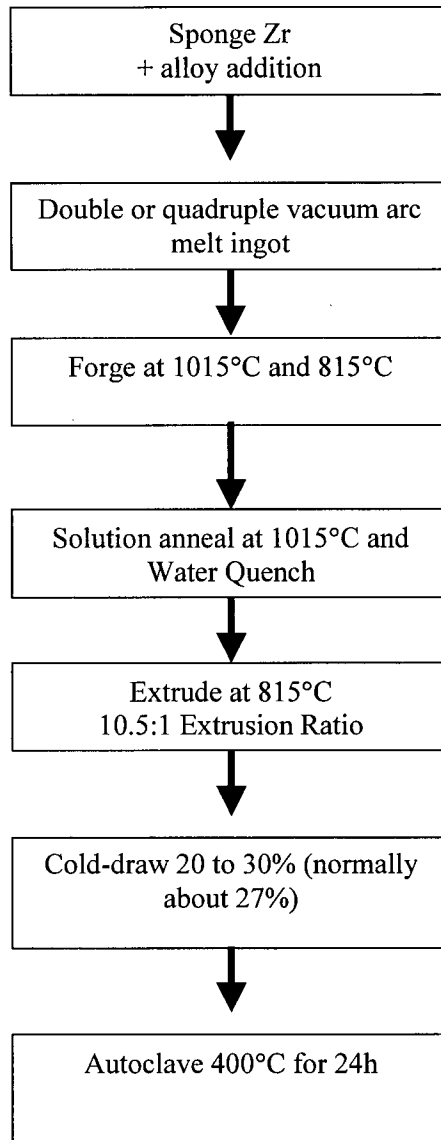 Sponge Zr
+ alloy addition
Double or quadruple vacuum arc
melt ingot
Forge at 1015°C and 815°C
Solution anneal at 1015°C and
Water Quench
Extrude at 815°C
10.5:1 Extrusion Ratio
Cold-draw 20 to 30% (normally
about 27%)
Autoclave 400°C for 24h